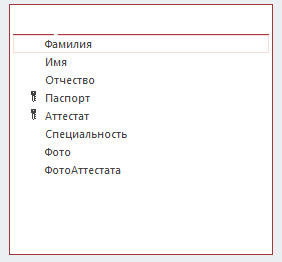 Фамилия
Имя
Отчество
Паспорт
Аттестат
Специальность
Фото
ФотоАттестата